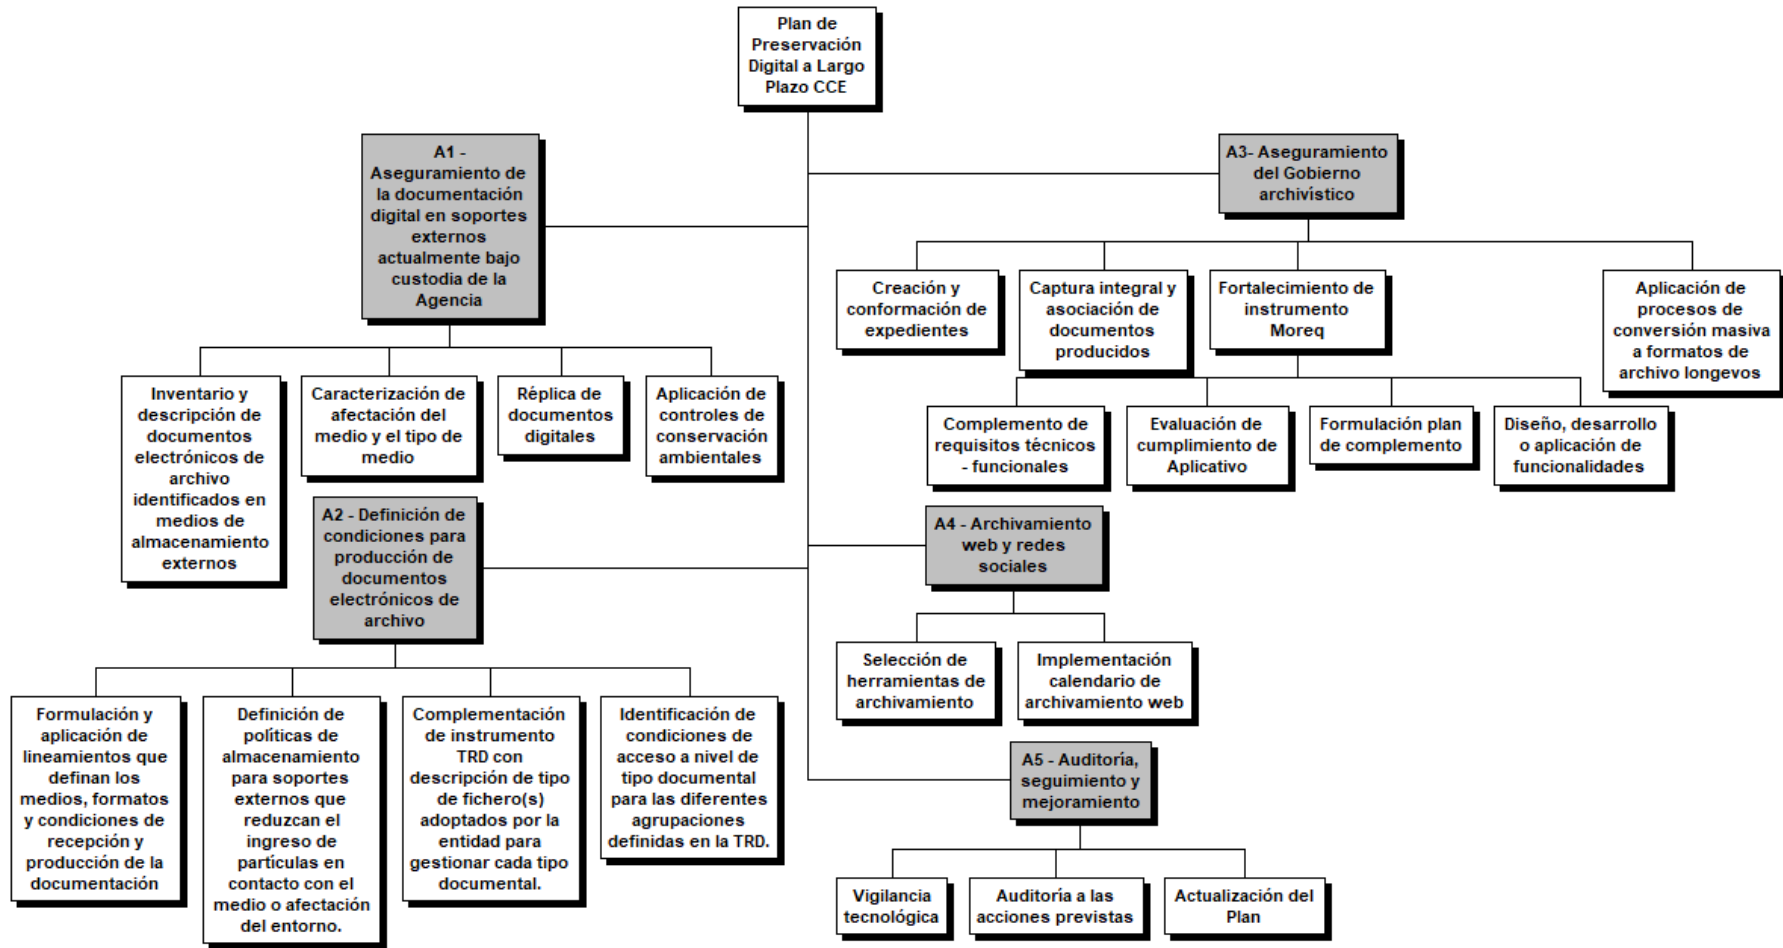 Plan de
Preservación
Digital a Largo
Plazo CCE
A1 -
Aseguramiento de
la documentación
digital en soportes
externos
actualmente bajo
custodia de la
Agencia
Inventario y
descripción de
documentos
electrónicos de
archivo
identificados en
medios de
almacenamiento
externos
Caracterización de
afectación del
medio y el tipo de
medio
Réplica de
documentos
digitales
Aplicación de
controles de
conservación
ambientales
A2 - Definición de
condiciones para
producción de
documentos
electrónicos de
archivo
Formulación y
aplicación de
lineamientos que
definan los
medios, formatos
y condiciones de
recepción y
producción de la
documentación
Definición de
políticas de
almacenamiento
para soportes
externos que
reduzcan el
ingreso de
partículas en
contacto con el
medio o afectación
del entorno.
Complementación
de instrumento
TRD con
descripción de tipo
de fichero(s)
adoptados por la
entidad para
gestionar cada tipo
documental.
Identificación de
condiciones de
acceso a nivel de
tipo documental
para las diferentes
agrupaciones
definidas en la TRD.
A3- Aseguramiento
del Gobierno
archivístico
Creación y
conformación de
expedientes
Captura integral y
asociación de
documentos
producidos
Fortalecimiento de
instrumento
Moreq
Aplicación de
procesos de
conversión masiva
a formatos de
archivo longevos
Complemento de
requisitos técnicos
- funcionales
Evaluación de
cumplimiento de
Aplicativo
Formulación plan
de complemento
Diseño, desarrollo
o aplicación de
funcionalidades
A4 - Archivamiento
web y redes
sociales
Selección de
herramientas de
archivamiento
Implementación
calendario de
archivamiento web
A5 - Auditoría,
seguimiento y
mejoramiento
Vigilancia
tecnológica
Auditoría a las
acciones previstas
Actualización del
Plan